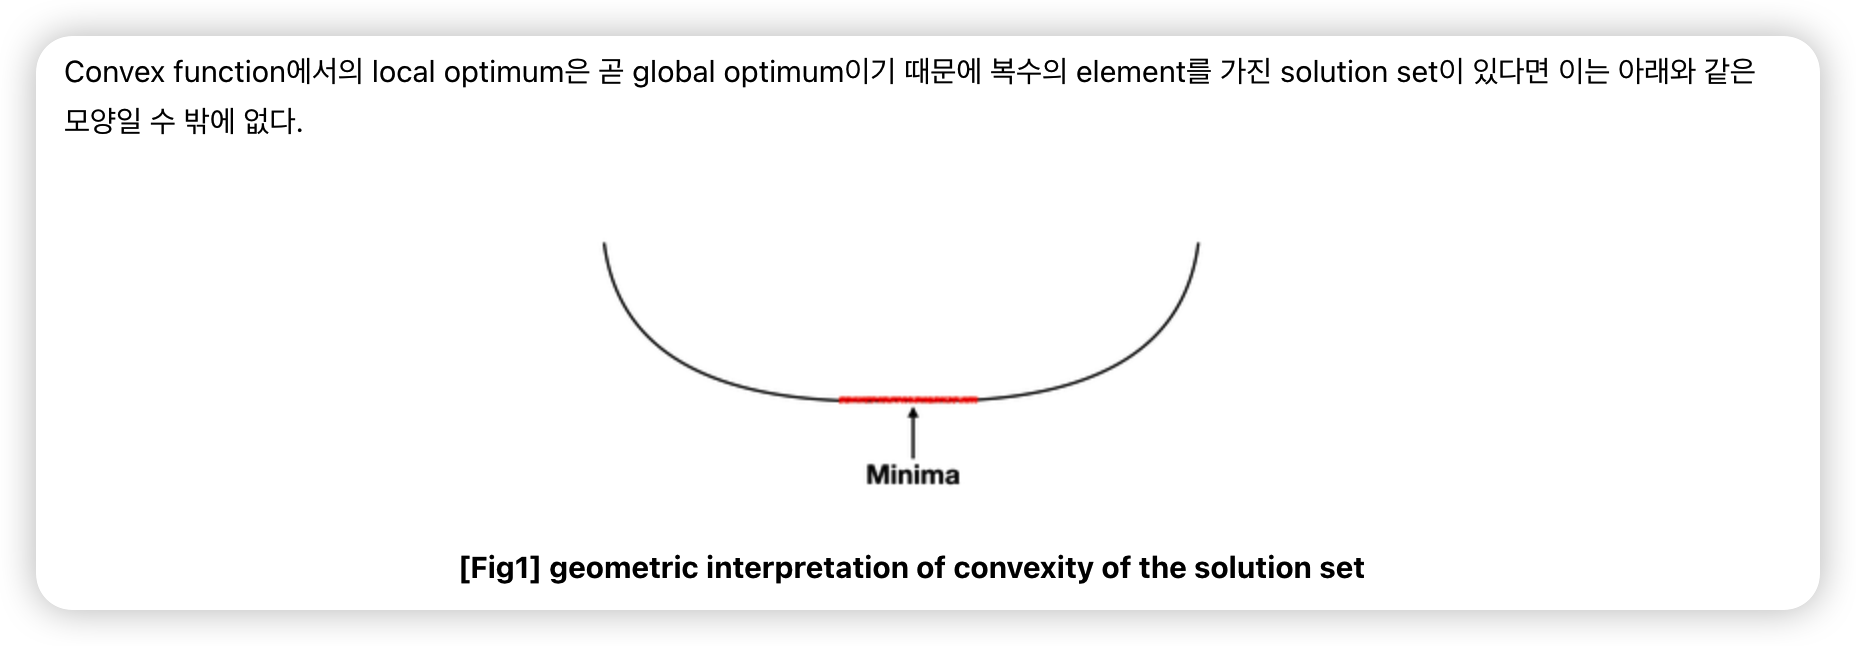 Convex function에서의 local optimum은 곧 global optimum이기 때문에 복수의 element를 가진 solution set이 있다면 이는 아래와 같은
모양일 수 밖에 없다.
Minima
[Fig1] geometric interpretation of convexity of the solution set